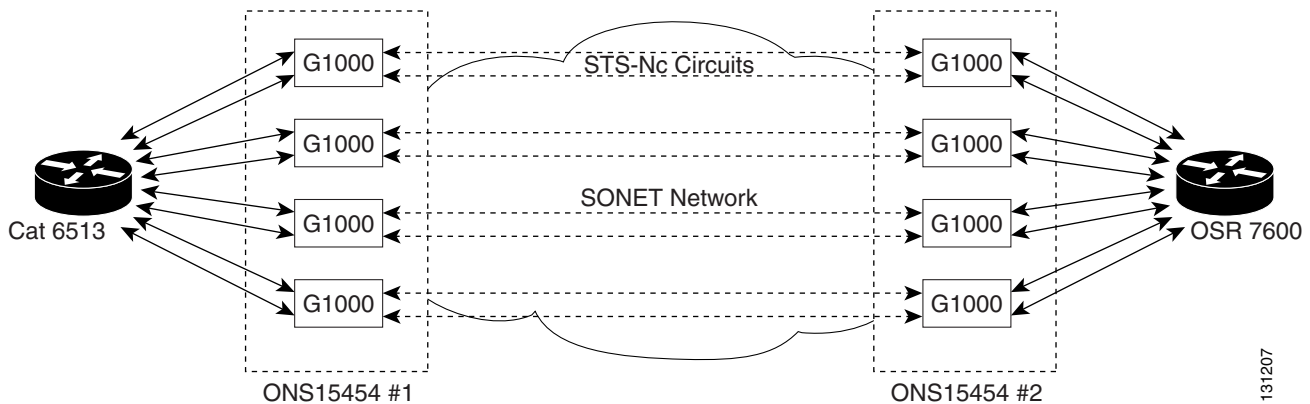 G1000
STS-Nc Circuits
G1000
G1000
G1000
Cat 6513
G1000
SONET Network
G1000
OSR 7600
G1000
G1000
ONS15454 #1
ONS15454 #2
131207